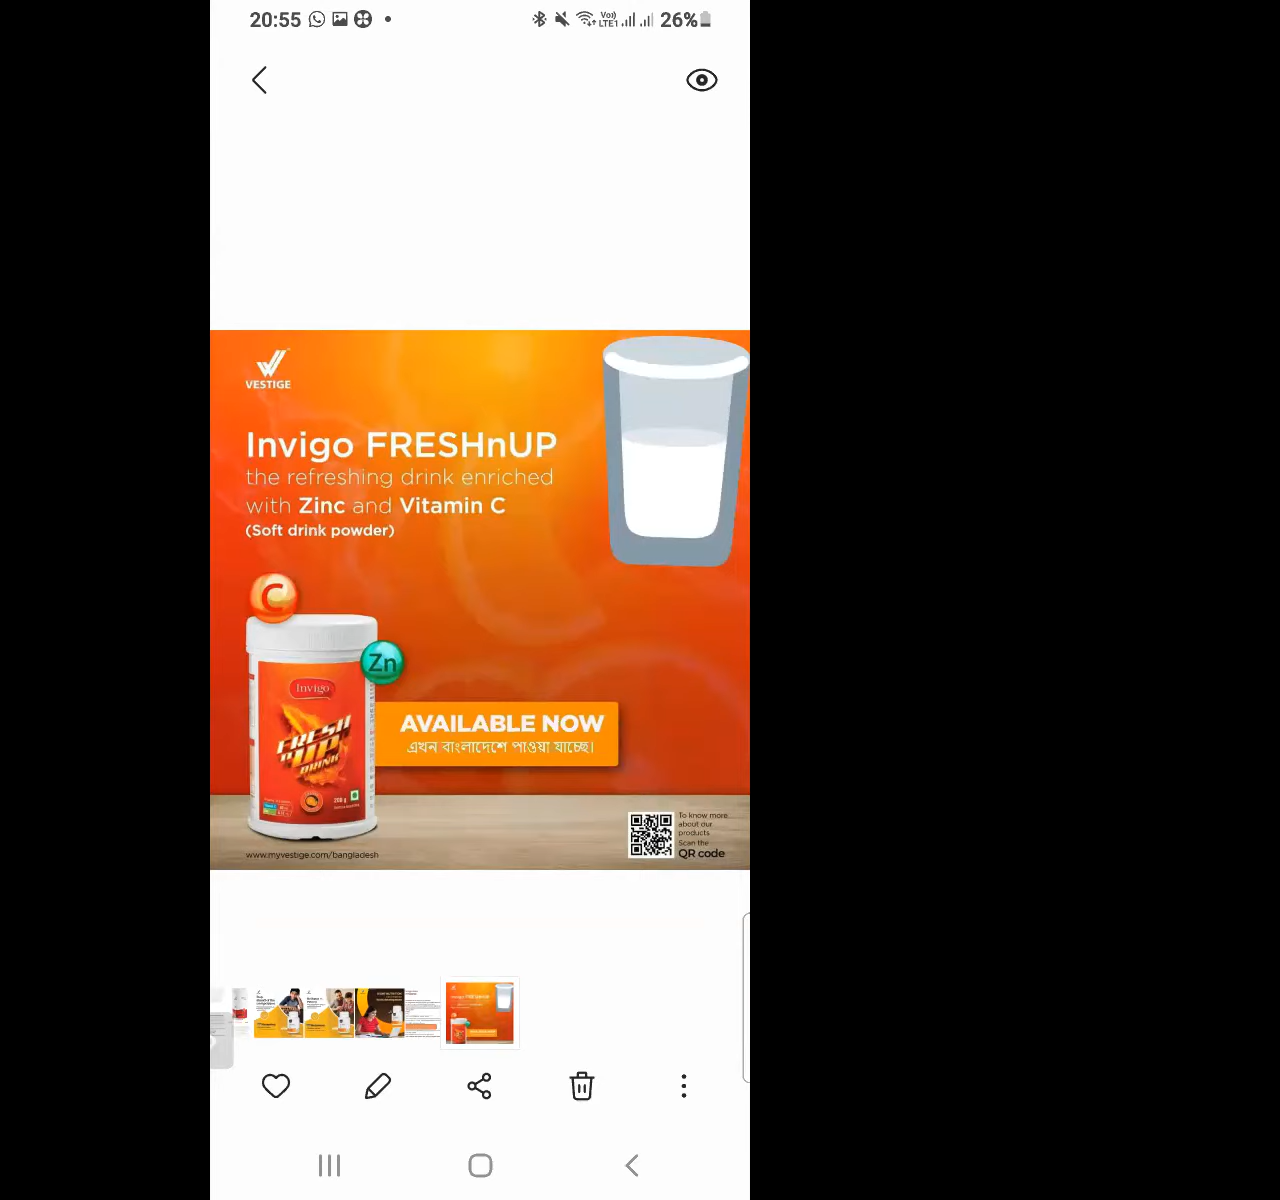 20:55
Vo)) LTE1 26%
VESTIGE
Invigo FRESHnUP
the refreshing drink enriched
with Zinc and Vitamin C
(Soft drink powder)
C
Zn
Invigo
FRESH
n UP
DRINK
AVAILABLE NOW
এখন বাংলাদেশে পাওয়া যাচ্ছে।
To know more
about our
products
Scan the
QR code
www.myvestige.com/bangladesh